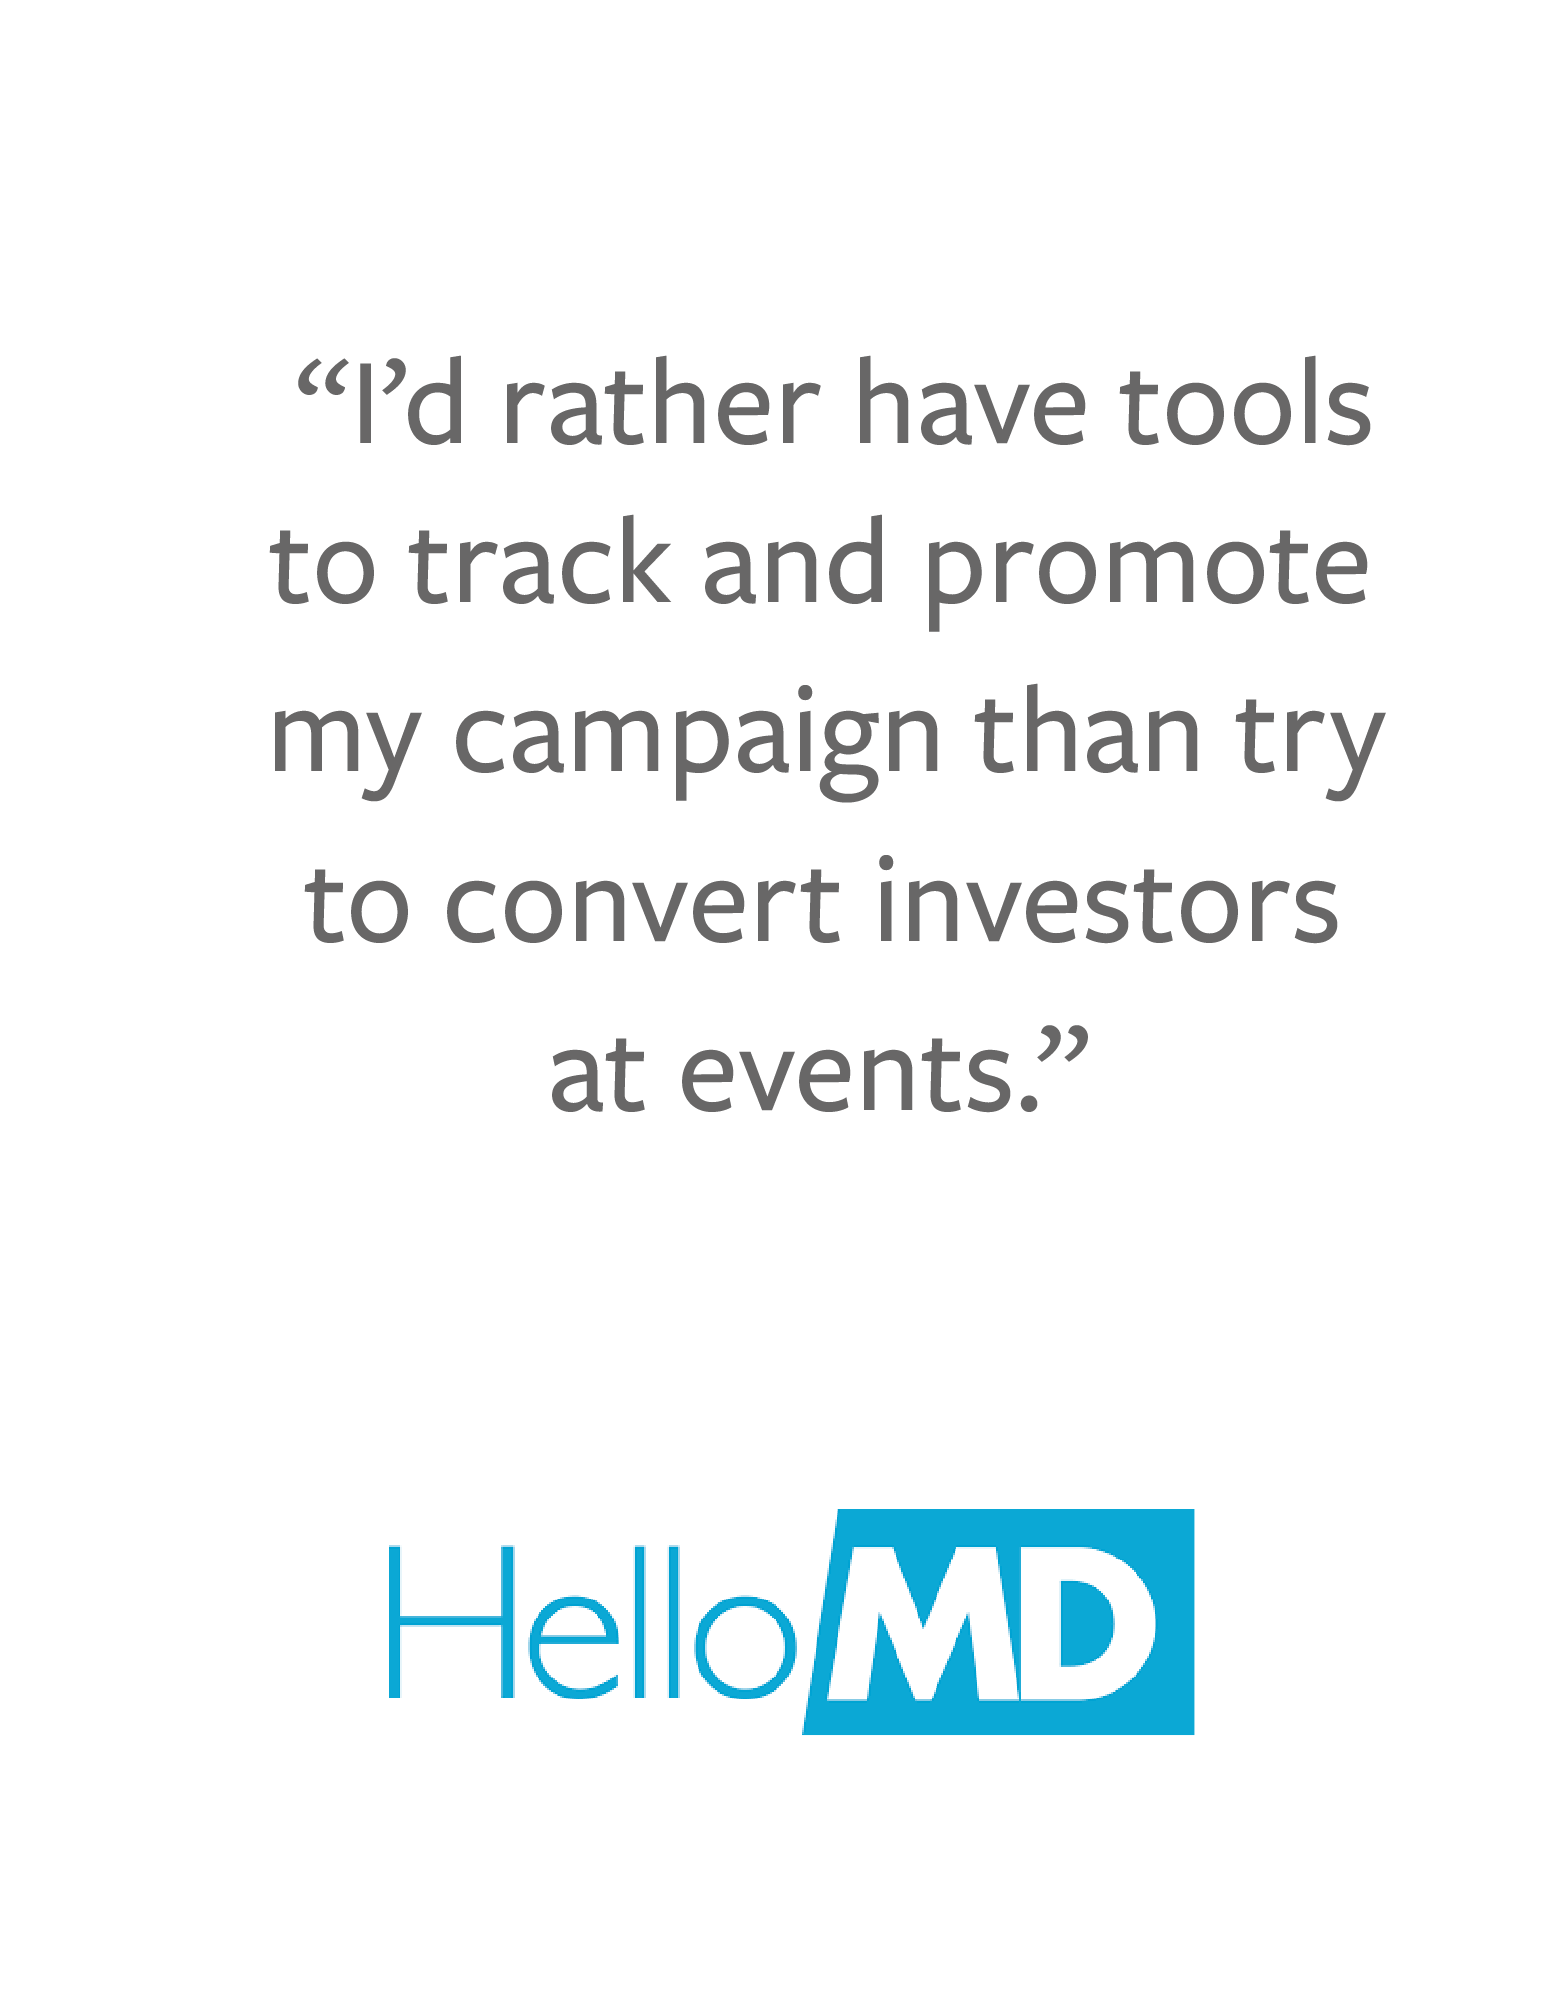 “I’d rather have tools
to track and promote
my campaign than try
to convert investors
at events.”
HelloMD